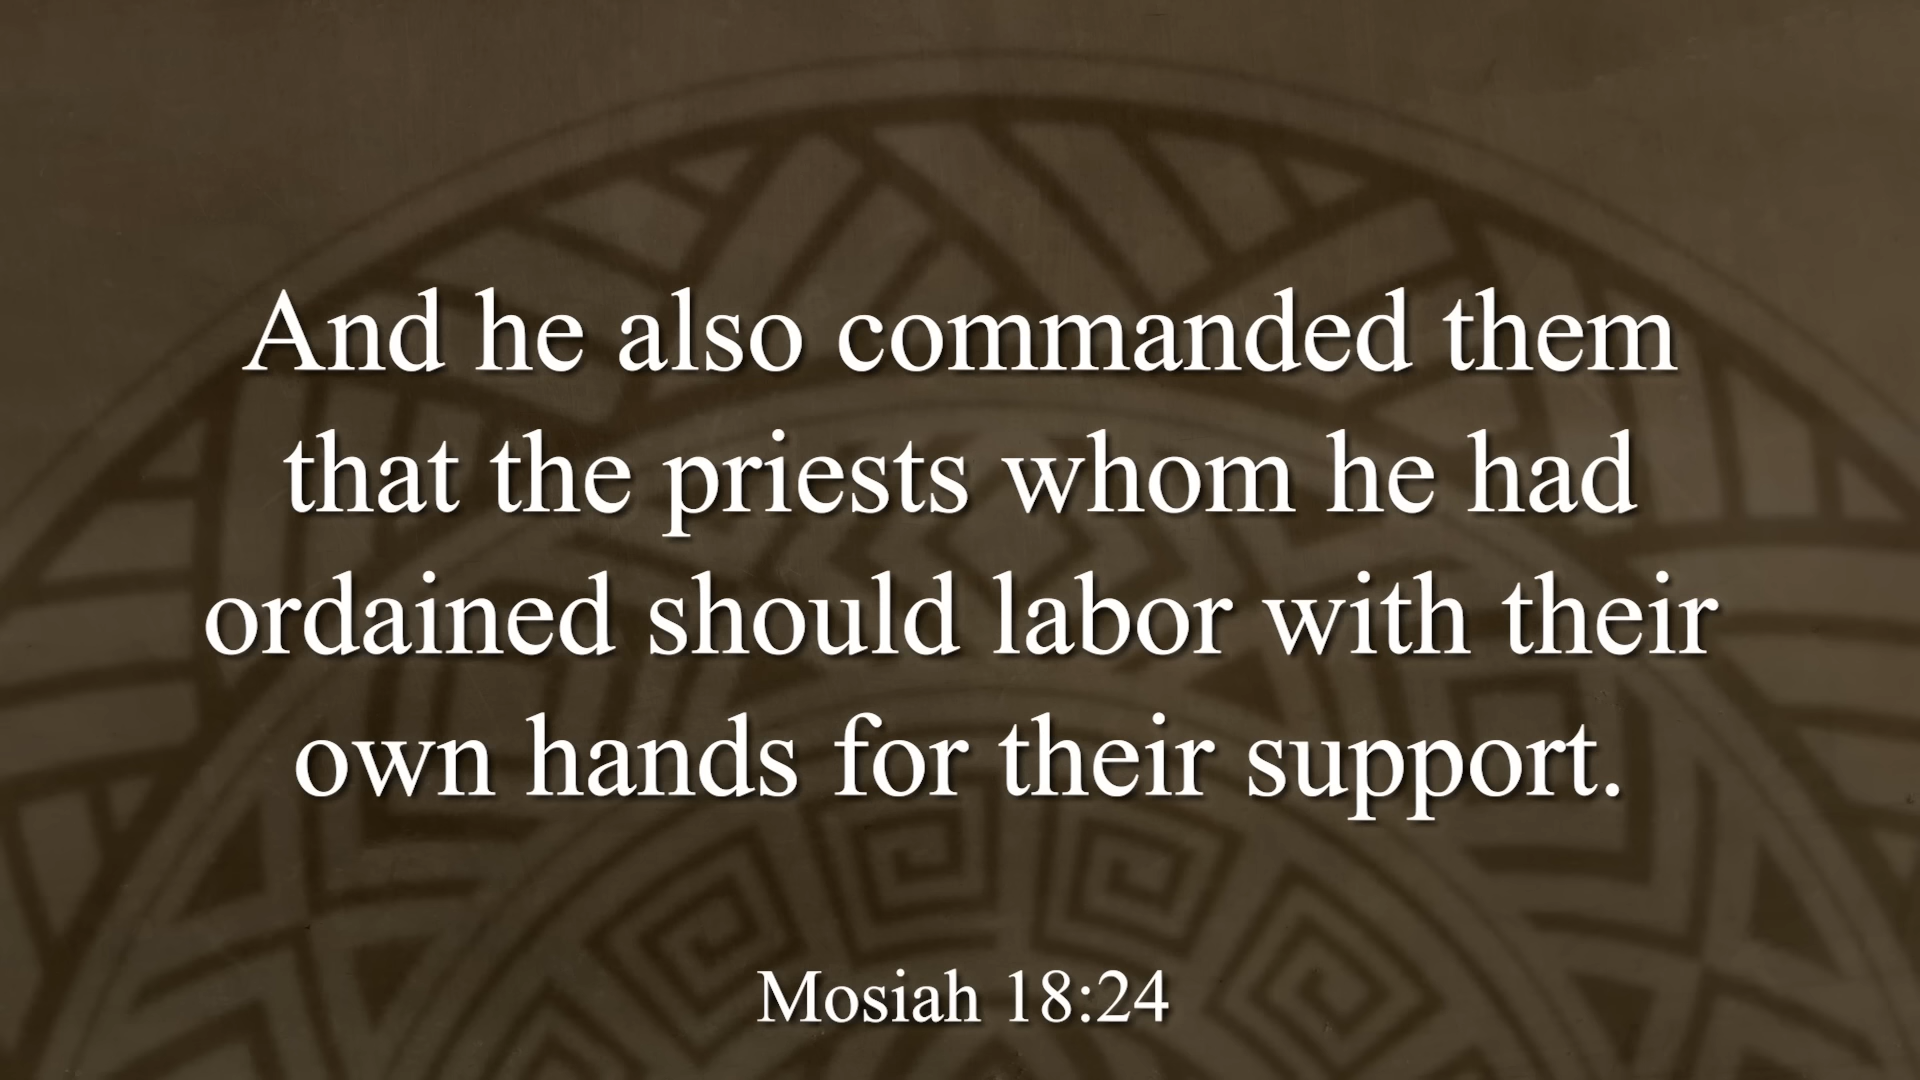 And he also commanded them
that the priests whom he had
ordained should labor with their
own hands for their support.
Mosiah 18:24